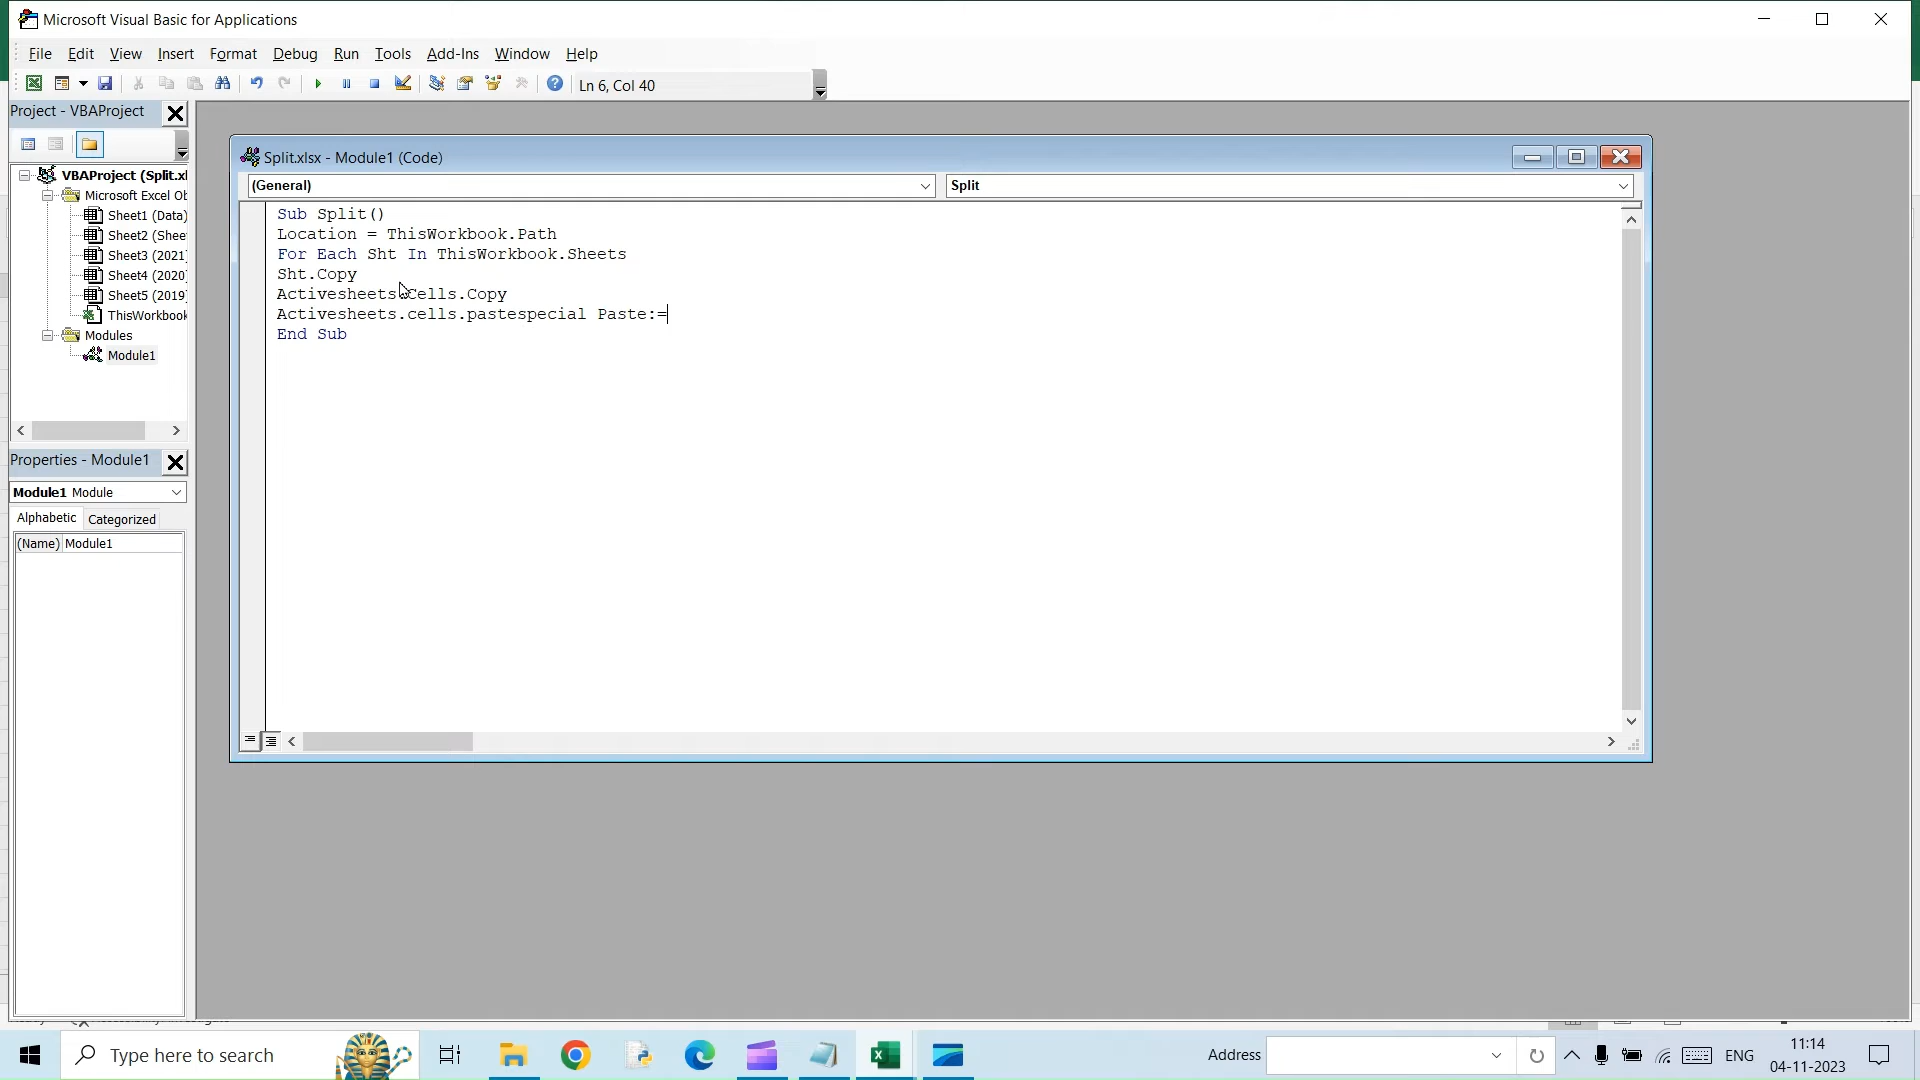 Microsoft Visual Basic for Applications
File Edit View Insert Format Debug Run Tools Add-Ins Window Help
Ln 6, Col 40
Project - VBAProject
VBAProject (Split.xl
Microsoft Excel Ob
Sheet1 (Data)
Sheet2 (Shee
Sheet3 (2021)
Sheet4 (2020)
Sheet5 (2019)
ThisWorkbook
Modules
Module1
Properties - Module1
Module1 Module
Alphabetic Categorized
(Name) Module1
Split.xlsx - Module1 (Code)
(General) Split
Sub Split()
Location = ThisWorkbook.Path
For Each Sht In ThisWorkbook.Sheets
Sht.Copy
Activesheets.Cells.Copy
Activesheets.cells.pastespecial Paste:=
End Sub
Type here to search
Address
ENG
11:14
04-11-2023